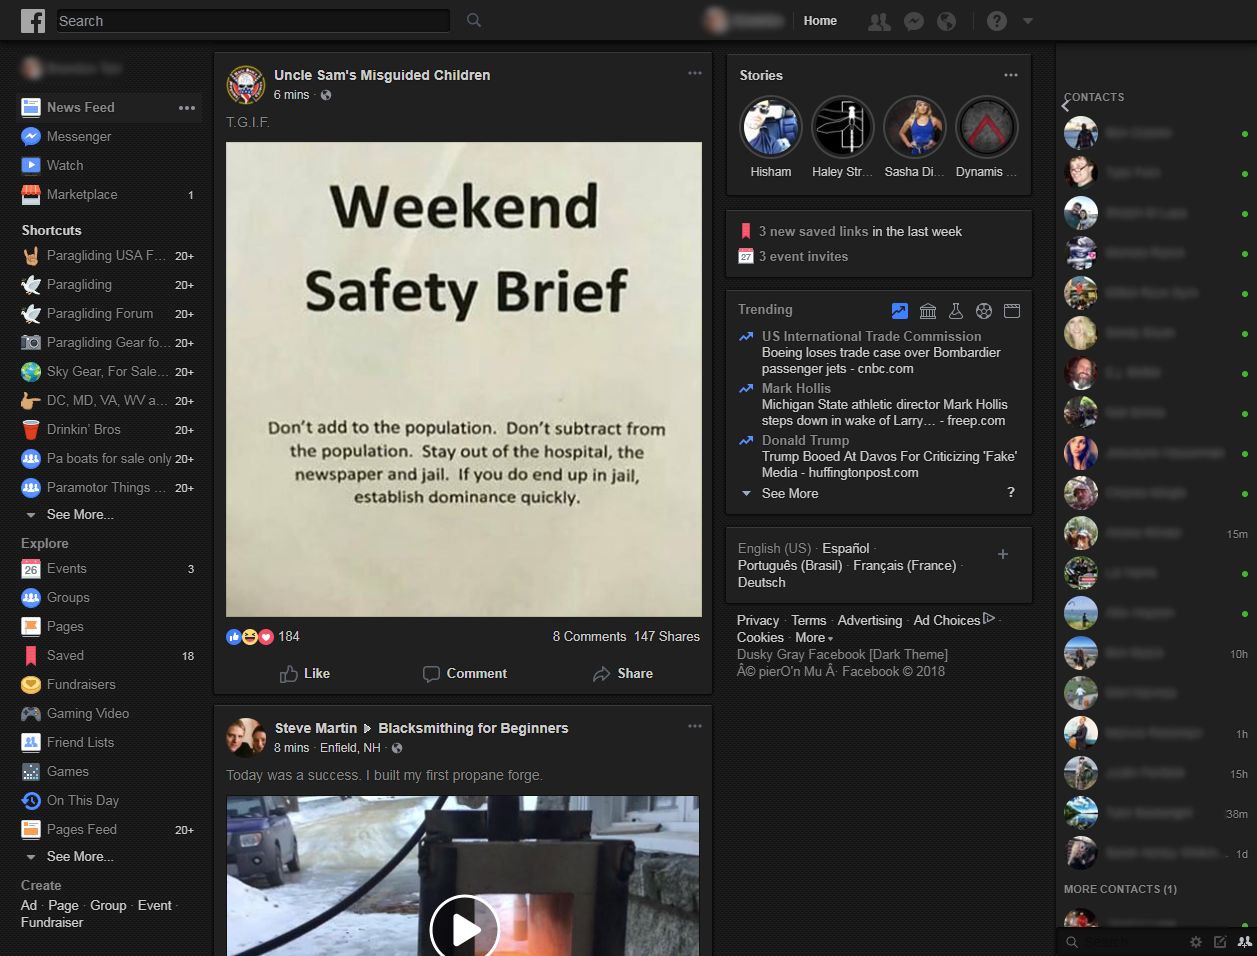 Search
Home
News Feed
Messenger
Watch
Marketplace 1
Shortcuts
Paragliding USA F... 20+
Paragliding 20+
Paragliding Forum 20+
Paragliding Gear fo... 20+
Sky Gear, For Sale... 20+
DC, MD, VA, WV a... 20+
Drinkin' Bros 20+
Pa boats for sale only 20+
Paramotor Things ... 20+
See More...
Explore
26 Events 3
Groups
Pages
Saved 18
Fundraisers
Gaming Video
Friend Lists
Games
On This Day
Pages Feed 20+
See More...
Create
Ad · Page · Group · Event ·
Fundraiser
Uncle Sam's Misguided Children
6 mins ·
T.G.I.F.
Weekend
Safety Brief
Don't add to the population. Don't subtract from
the population. Stay out of the hospital, the
newspaper and jail. If you do end up in jail,
establish dominance quickly.
184 8 Comments 147 Shares
Like Comment Share
Steve Martin ▸ Blacksmithing for Beginners
8 mins · Enfield, NH ·
Today was a success. I built my first propane forge.
Stories
Hisham Haley Str... Sasha Di... Dynamis ...
3 new saved links in the last week
27 3 event invites
Trending
US International Trade Commission
Boeing loses trade case over Bombardier
passenger jets - cnbc.com
Mark Hollis
Michigan State athletic director Mark Hollis
steps down in wake of Larry… - freep.com
Donald Trump
Trump Booed At Davos For Criticizing 'Fake'
Media - huffingtonpost.com
See More ?
English (US) · Español ·
Português (Brasil) · Français (France) ·
Deutsch
Privacy · Terms · Advertising · Ad Choices ·
Cookies · More
Dusky Gray Facebook [Dark Theme]
Â© pierO'n Mu Â· Facebook © 2018
CONTACTS
15m
10h
1h
15h
38m
1d
MORE CONTACTS (1)
Search